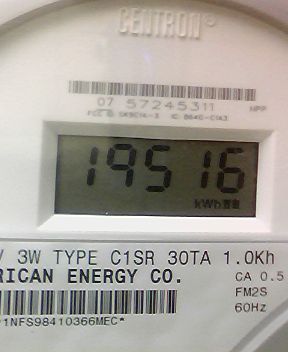 CENTRON®
07 57245311 NPP
19516
kWh
3W TYPE C1SR 30TA 1.0Kh
RICAN ENERGY CO. CA 0.5
FM2S
60Hz
1NFS98410366MEC*